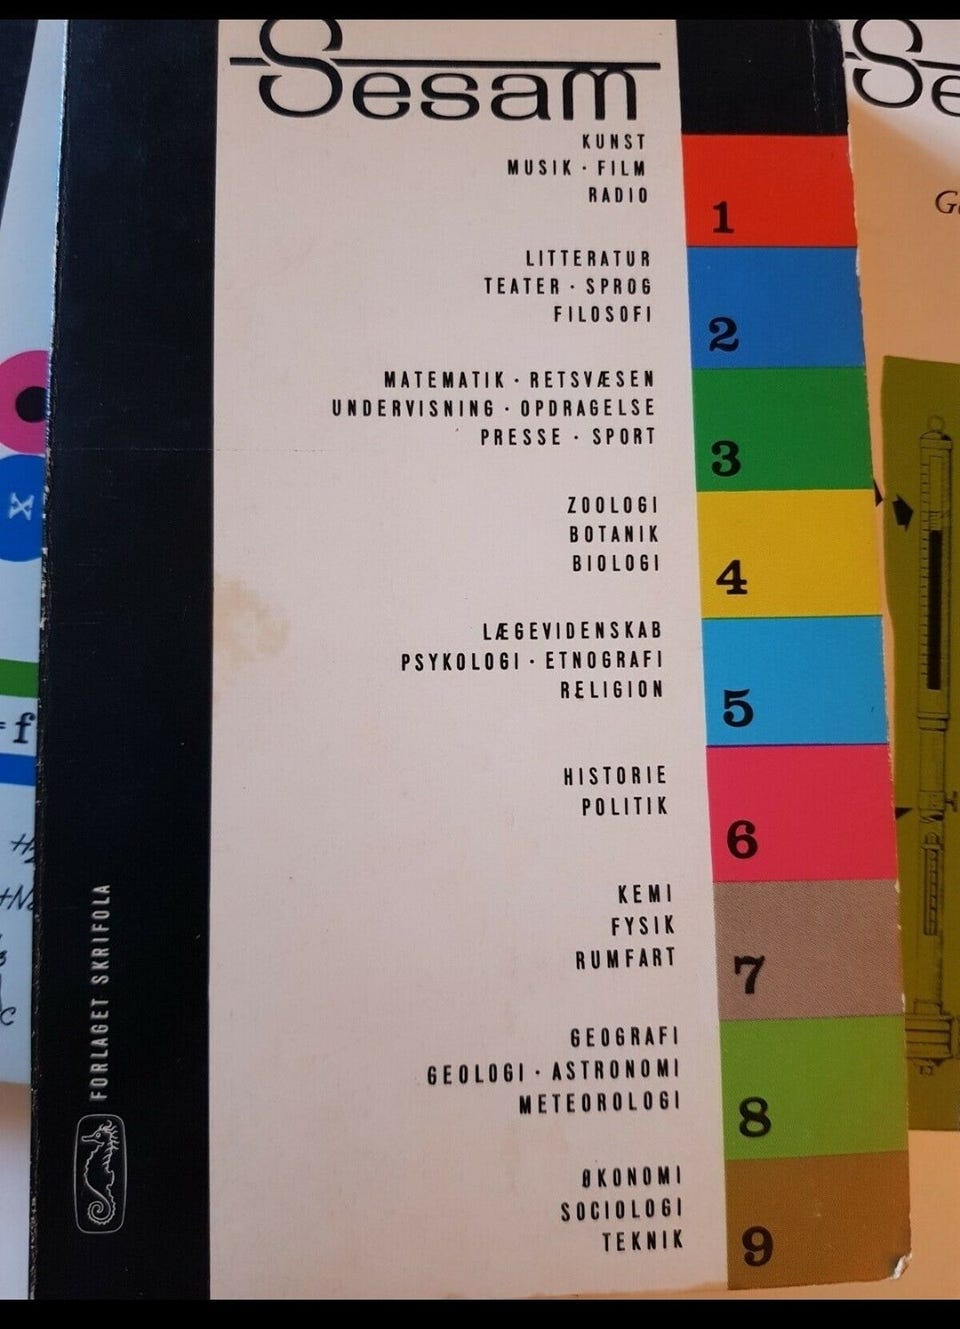 Sesam
KUNST
MUSIK · FILM
RADIO
1
LITTERATUR
TEATER · SPROG
FILOSOFI
2
MATEMATIK · RETSVÆSEN
UNDERVISNING · OPDRAGELSE
PRESSE · SPORT
3
ZOOLOGI
BOTANIK
BIOLOGI
4
LÆGEVIDENSKAB
PSYKOLOGI · ETNOGRAFI
RELIGION
5
HISTORIE
POLITIK
6
KEMI
FYSIK
RUMFART
7
GEOGRAFI
GEOLOGI · ASTRONOMI
METEOROLOGI
8
ØKONOMI
SOCIOLOGI
TEKNIK
9
FORLAGET SKRIFOLA